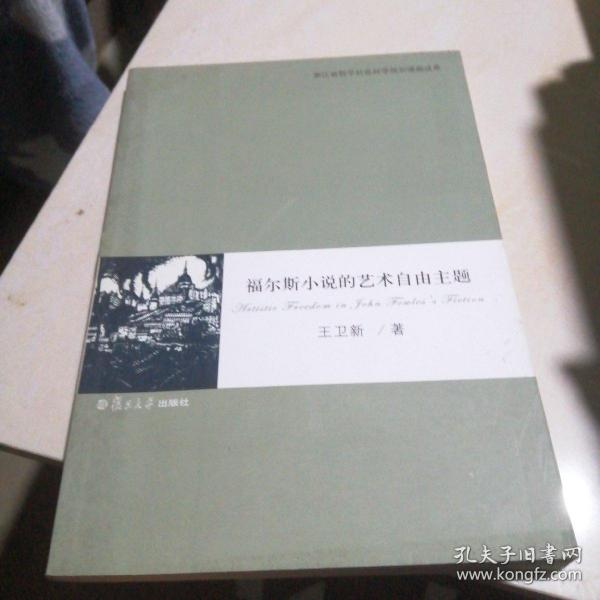 浙江省哲学社会科学规划课题成果
福尔斯小说的艺术自由主题
Artistic Freedom in John Fowles's Fiction
王卫新 / 著
复旦大学出版社
孔夫子旧书网
www.kongfz.com